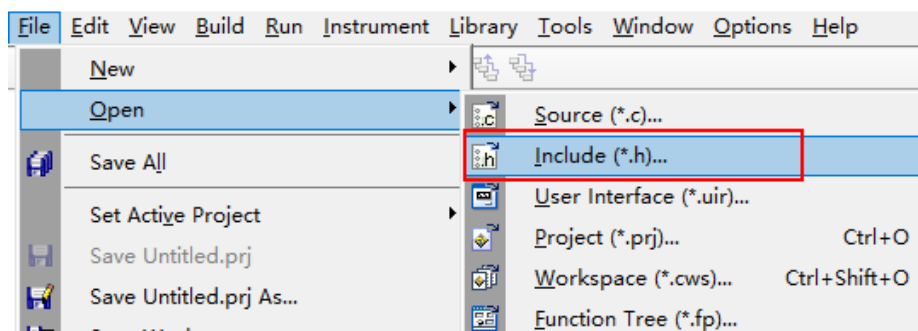 File Edit View Build Run Instrument Library Tools Window Options Help
New
Open
Save All
Set Active Project
Save Untitled.prj
Save Untitled.prj As...
.c Source (*.c)...
.h Include (*.h)...
User Interface (*.uir)...
Project (*.prj)... Ctrl+O
Workspace (*.cws)... Ctrl+Shift+O
Function Tree (*.fp)...